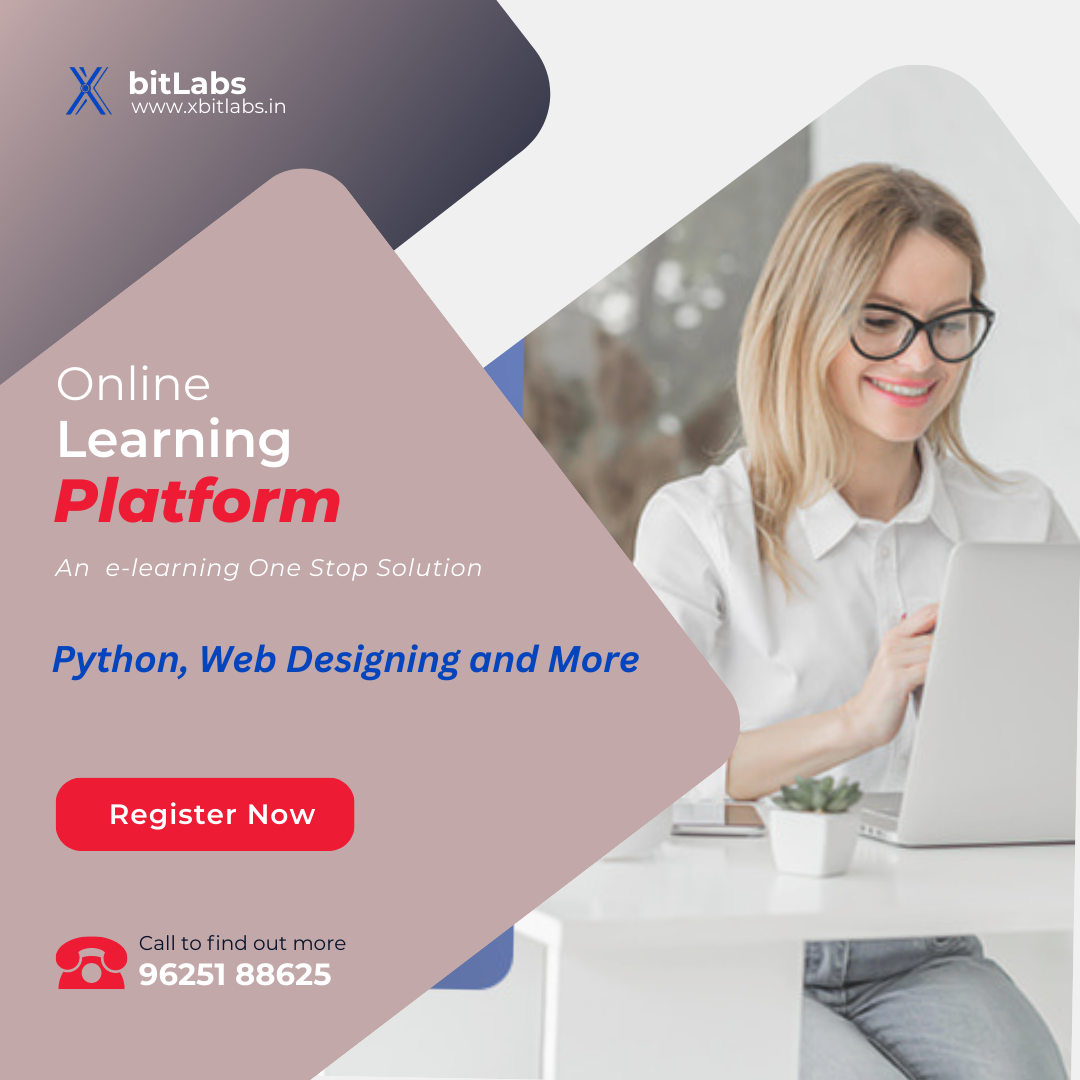 bitLabs
www.xbitlabs.in
Online
Learning
Platform
An e-learning One Stop Solution
Python, Web Designing and More
Register Now
Call to find out more
96251 88625